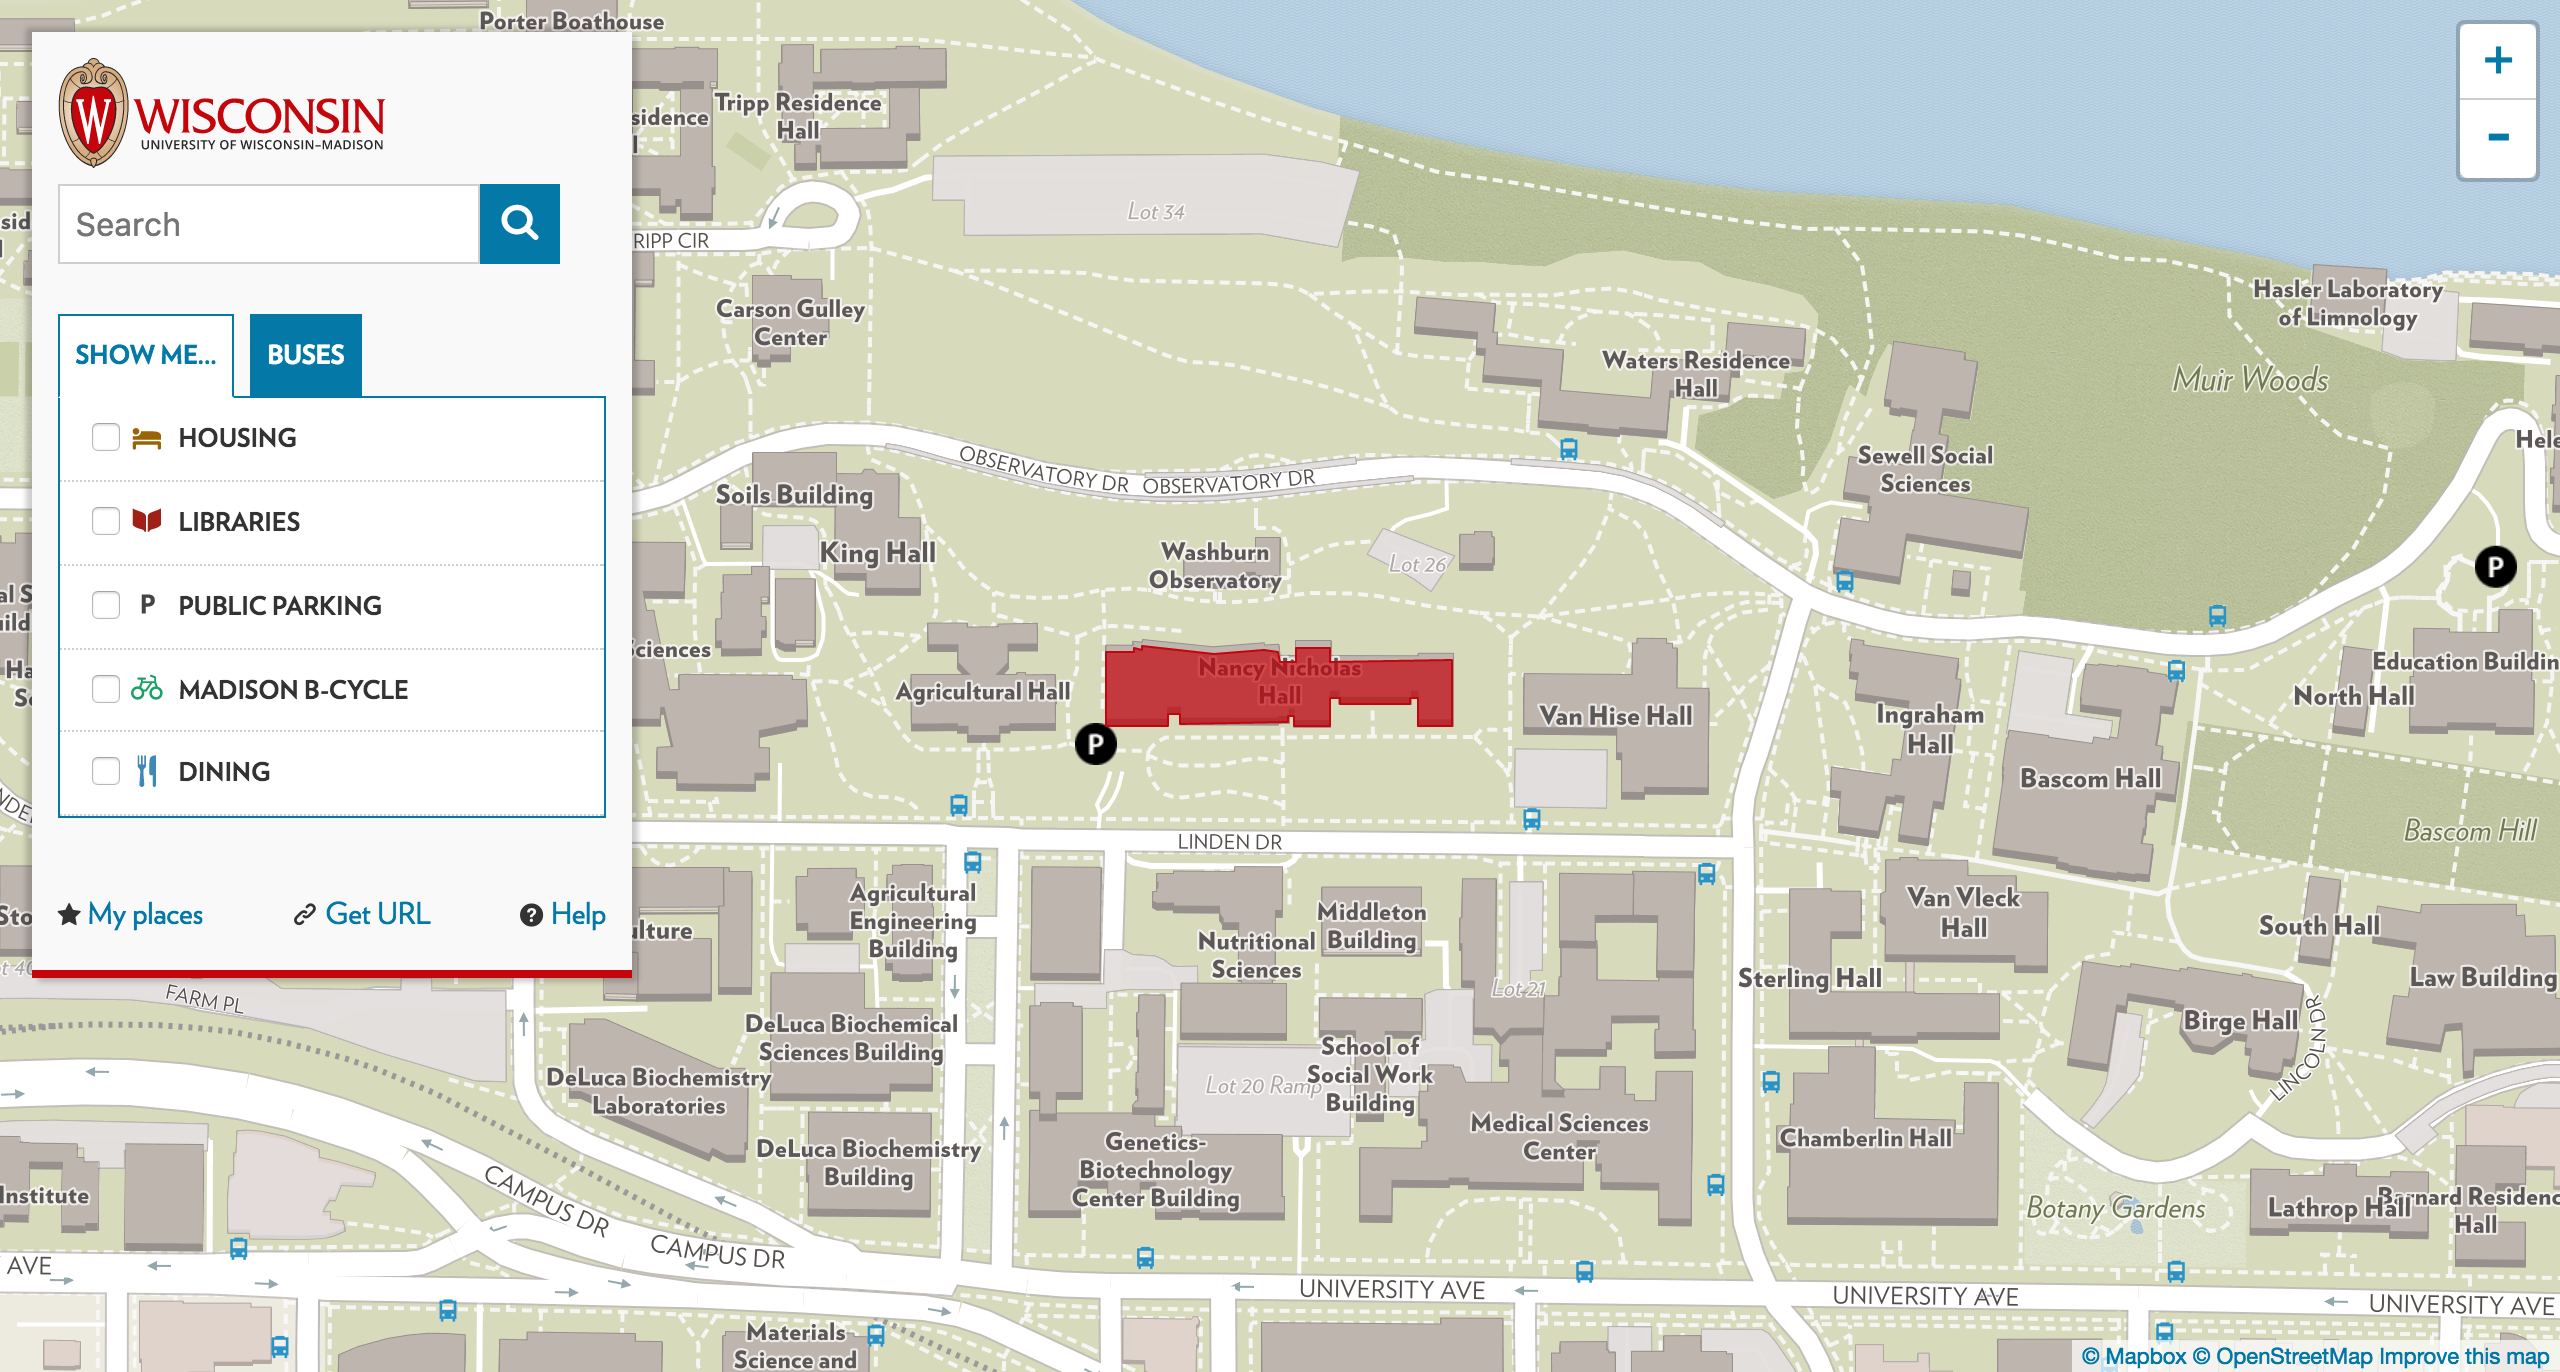 Porter Boathouse
W
WISCONSIN
UNIVERSITY OF WISCONSIN–MADISON
Search
SHOW ME...
BUSES
HOUSING
LIBRARIES
P PUBLIC PARKING
MADISON B-CYCLE
DINING
My places
Get URL
? Help
+
-
Tripp Residence
Hall
sidence
Lot 34
RIPP CIR
Carson Gulley
Center
Hasler Laboratory
of Limnology
Muir Woods
Waters Residence
Hall
Sewell Social
Sciences
OBSERVATORY DR
OBSERVATORY DR
Soils Building
King Hall
Washburn
Observatory
Lot 26
P
Sciences
Agricultural Hall
Nancy Nicholas
Hall
Van Hise Hall
Ingraham
Hall
Bascom Hall
North Hall
Education Buildin
P
Bascom Hill
LINDEN DR
Agricultural
Engineering
Building
Nutritional
Sciences
Middleton
Building
Lot 21
Van Vleck
Hall
Sterling Hall
South Hall
Law Building
Birge Hall
LINCOLN DR
ulture
FARM PL
DeLuca Biochemical
Sciences Building
DeLuca Biochemistry
Laboratories
DeLuca Biochemistry
Building
Lot 20 Ramp
School of
Social Work
Building
Genetics-
Biotechnology
Center Building
Medical Sciences
Center
Chamberlin Hall
Botany Gardens
Lathrop Hall
Barnard Residenc
Hall
Institute
CAMPUS DR
CAMPUS DR
AVE
UNIVERSITY AVE
UNIVERSITY AVE
UNIVERSITY AVE
Materials
Science and
© Mapbox © OpenStreetMap Improve this map